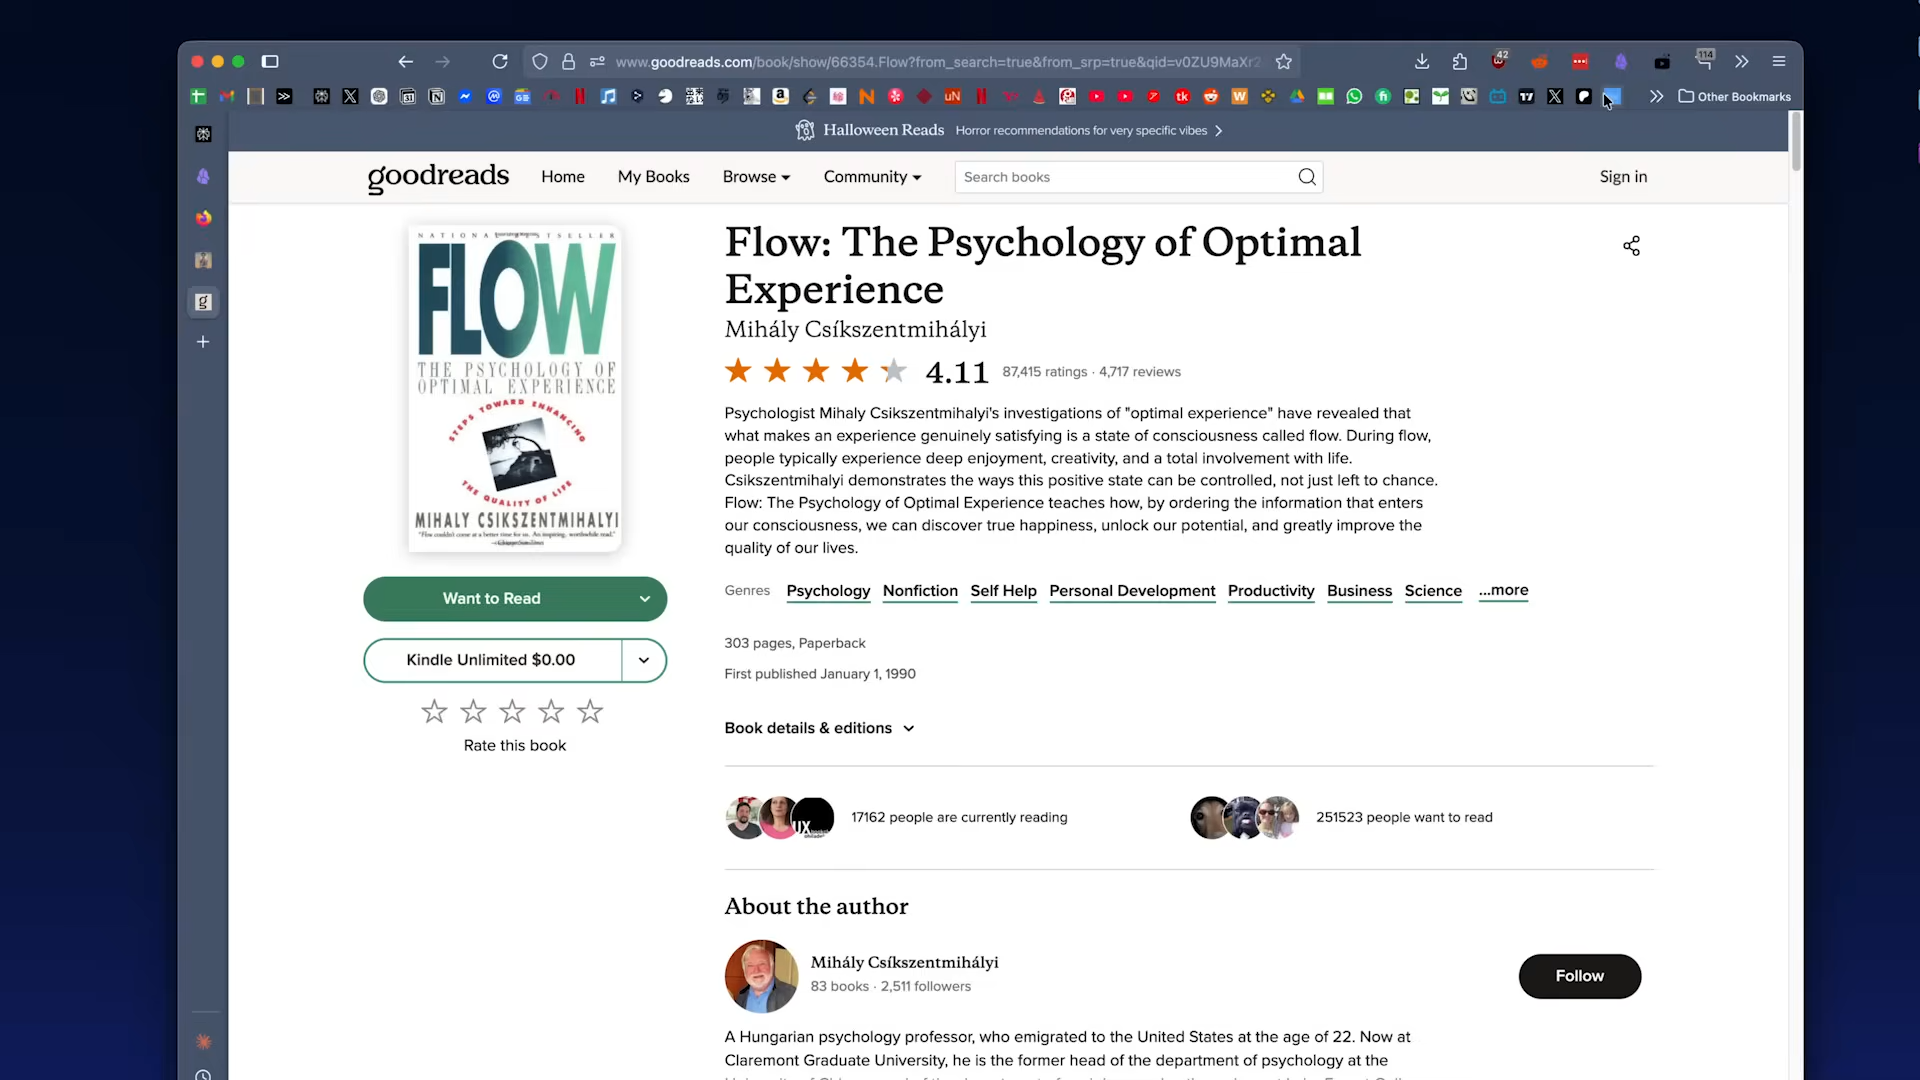 42
114
www.goodreads.com/book/show/66354.Flow?from_search=true&from_srp=true&qid=v0ZU9MaXr2
Other Bookmarks
Halloween Reads Horror recommendations for very specific vibes
goodreads Home My Books Browse Community Search books Sign in
NATIONAL BESTSELLER
FLOW
THE PSYCHOLOGY OF
OPTIMAL EXPERIENCE
STEPS TOWARD ENHANCING
THE QUALITY OF LIFE
MIHALY CSIKSZENTMIHALYI
Want to Read
Kindle Unlimited $0.00
Rate this book
Flow: The Psychology of Optimal
Experience
Mihály Csíkszentmihályi
4.11 87,415 ratings · 4,717 reviews
Psychologist Mihaly Csikszentmihalyi's investigations of "optimal experience" have revealed that
what makes an experience genuinely satisfying is a state of consciousness called flow. During flow,
people typically experience deep enjoyment, creativity, and a total involvement with life.
Csikszentmihalyi demonstrates the ways this positive state can be controlled, not just left to chance.
Flow: The Psychology of Optimal Experience teaches how, by ordering the information that enters
our consciousness, we can discover true happiness, unlock our potential, and greatly improve the
quality of our lives.
Genres Psychology Nonfiction Self Help Personal Development Productivity Business Science ...more
303 pages, Paperback
First published January 1, 1990
Book details & editions
17162 people are currently reading
251523 people want to read
About the author
Mihály Csíkszentmihályi
83 books · 2,511 followers
Follow
A Hungarian psychology professor, who emigrated to the United States at the age of 22. Now at
Claremont Graduate University, he is the former head of the department of psychology at the